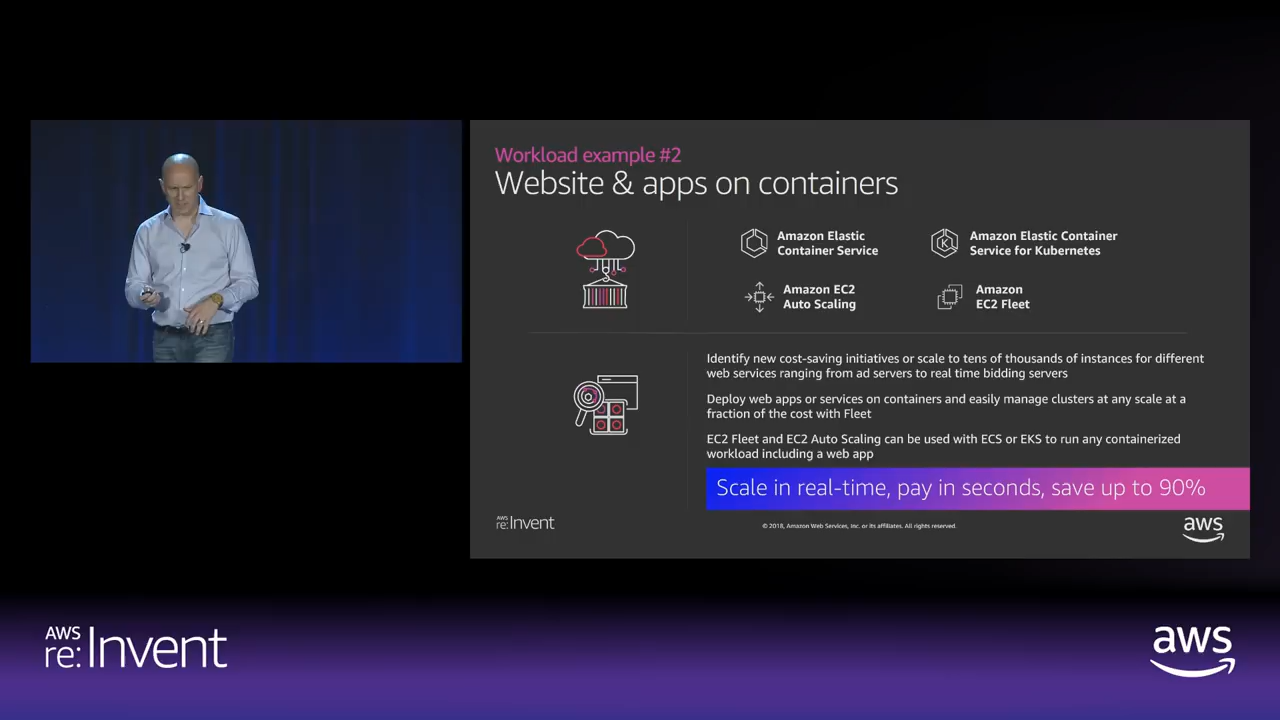 Workload example #2
Website & apps on containers
Amazon Elastic
Container Service
Amazon Elastic Container
Service for Kubernetes
Amazon EC2
Auto Scaling
Amazon
EC2 Fleet
Identify new cost-saving initiatives or scale to tens of thousands of instances for different
web services ranging from ad servers to real time bidding servers
Deploy web apps or services on containers and easily manage clusters at any scale at a
fraction of the cost with Fleet
EC2 Fleet and EC2 Auto Scaling can be used with ECS or EKS to run any containerized
workload including a web app
Scale in real-time, pay in seconds, save up to 90%
AWS
re:Invent
© 2018, Amazon Web Services, Inc. or its affiliates. All rights reserved.
aws
AWS
re:Invent
aws